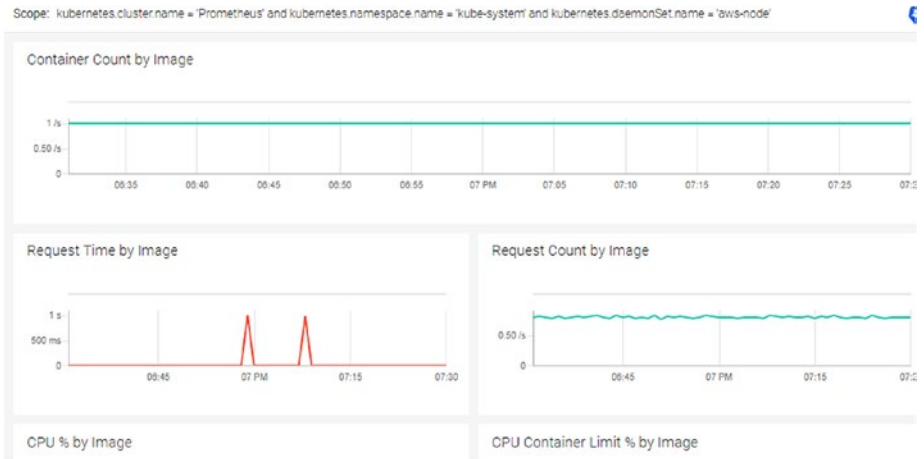 Scope: kubernetes.cluster.name = 'Prometheus' and kubernetes.namespace.name = 'kube-system' and kubernetes.daemonSet.name = 'aws-node'
Container Count by Image
1 /s
0.50 /s
0
06:35 06:40 06:45 06:50 06:55 07 PM 07:05 07:10 07:15 07:20 07:25
Request Time by Image
1 s
500 ms
0
06:45 07 PM 07:15 07:30
Request Count by Image
0.50 /s
0
06:45 07 PM 07:15
CPU % by Image
CPU Container Limit % by Image